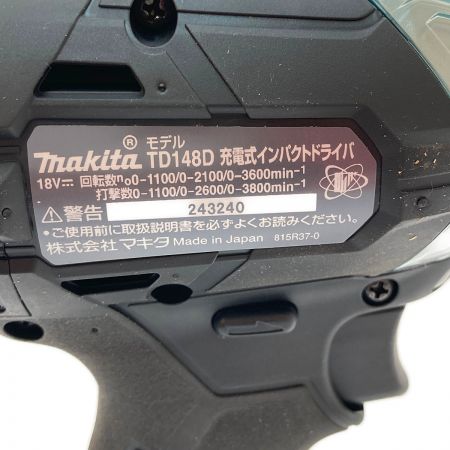 モデル
makita® TD148D 充電式インパクトドライバ
18V⎓ 回転数n₀0-1100/0-2100/0-3600min⁻¹
打撃数0-1100/0-2600/0-3800min⁻¹
⚠警告 243240
・ご使用前に取扱説明書を必ずよくお読みください。
株式会社マキタ Made in Japan 815R37-0